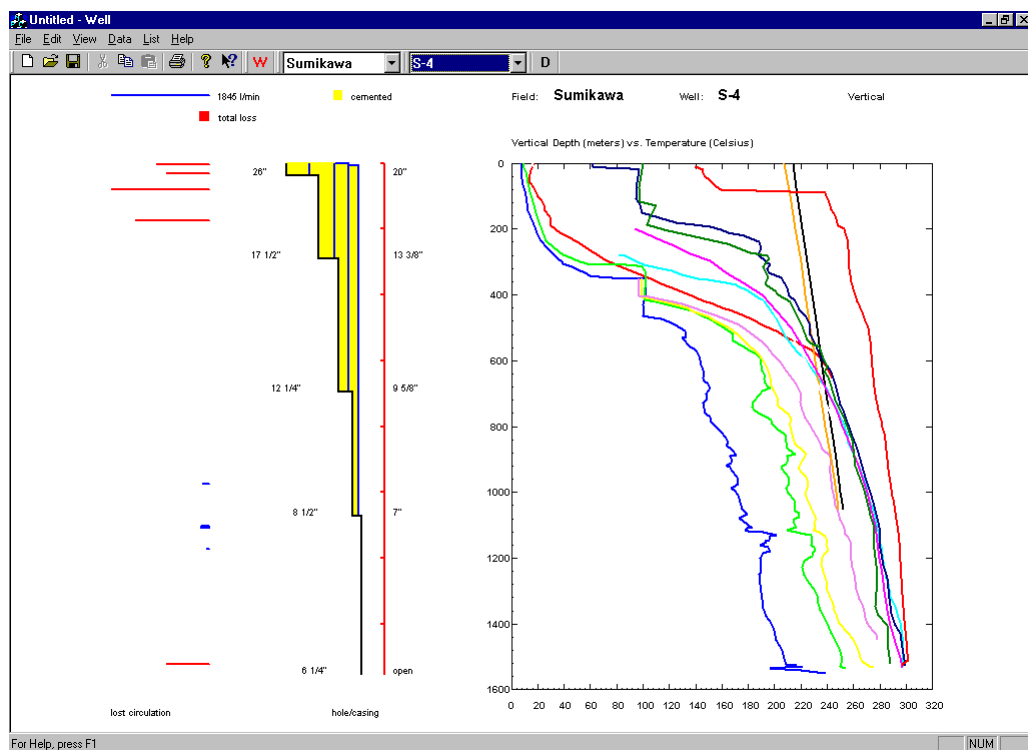 Untitled - Well
File Edit View Data List Help
W Sumikawa S-4 D
1845 l/min cemented Field: Sumikawa Well: S-4 Vertical
total loss
Vertical Depth (meters) vs. Temperature (Celsius)
0
26" 20"
200
17 1/2" 13 3/8"
400
600
12 1/4" 9 5/8"
800
1000
8 1/2" 7"
1200
1400
6 1/4" open
1600
0 20 40 60 80 100 120 140 160 180 200 220 240 260 280 300 320
lost circulation hole/casing
For Help, press F1 NUM